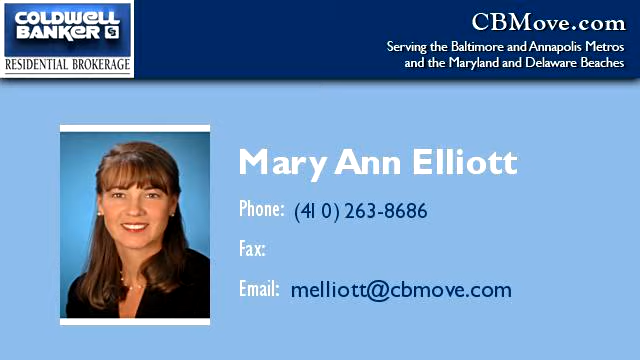 COLDWELL
BANKER CB
RESIDENTIAL BROKERAGE
CBMove.com
Serving the Baltimore and Annapolis Metros
and the Maryland and Delaware Beaches
Mary Ann Elliott
Phone: (410) 263-8686
Fax:
Email: melliott@cbmove.com